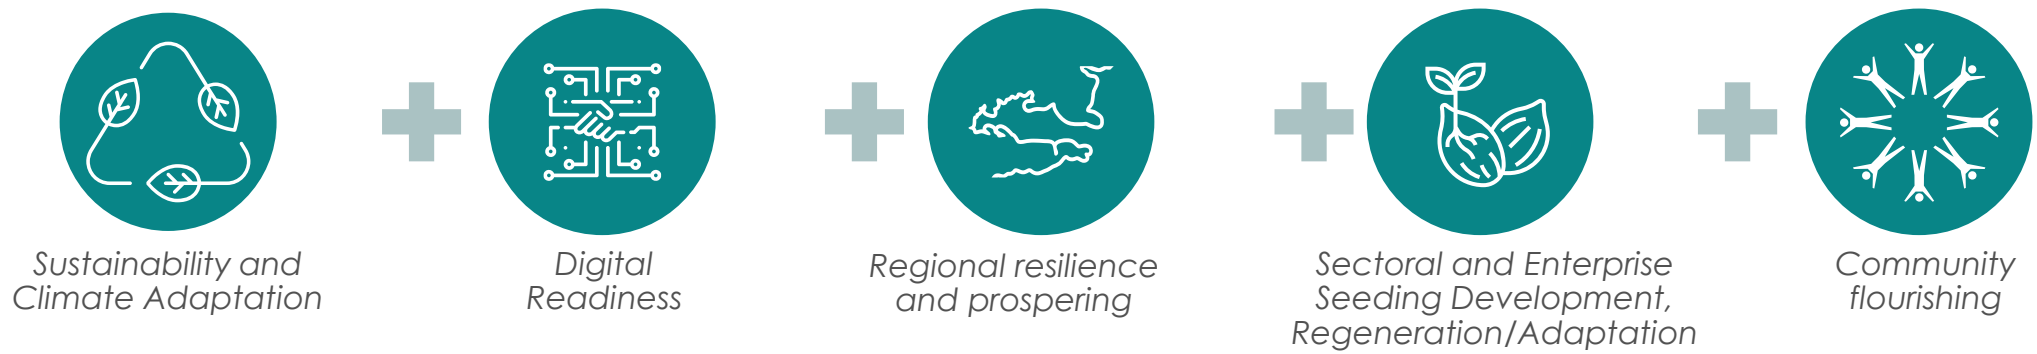 Sustainability and
Climate Adaptation
Digital
Readiness
Regional resilience
and prospering
Sectoral and Enterprise
Seeding Development,
Regeneration/Adaptation
Community
flourishing